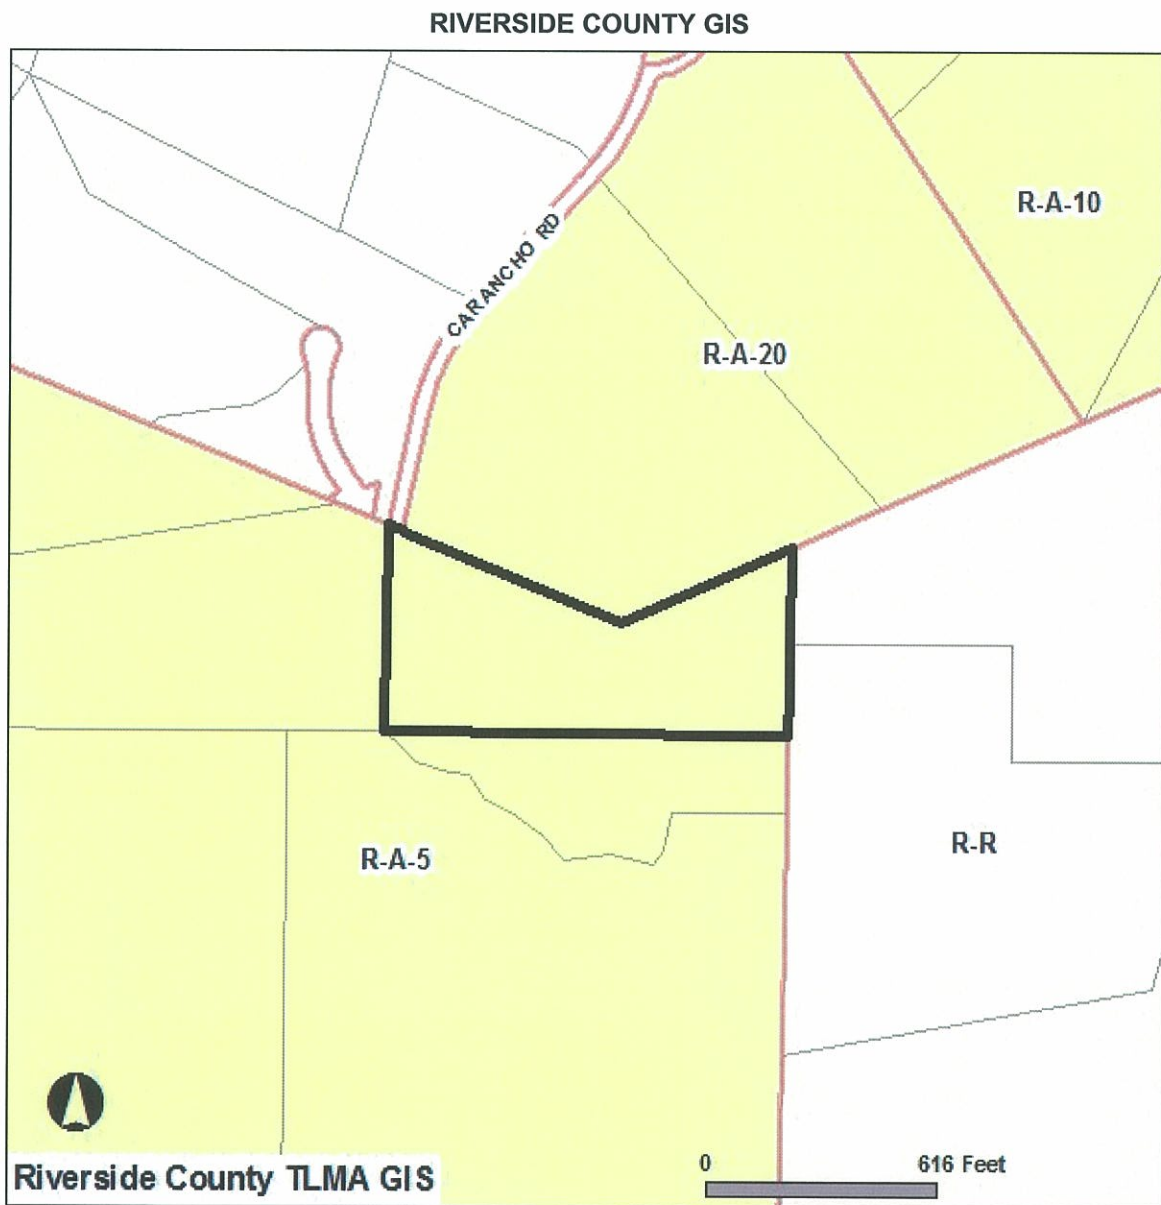 RIVERSIDE COUNTY GIS
R-A-10
CARANCHO RD
R-A-20
R-A-5
R-R
0 616 Feet
Riverside County TLMA GIS